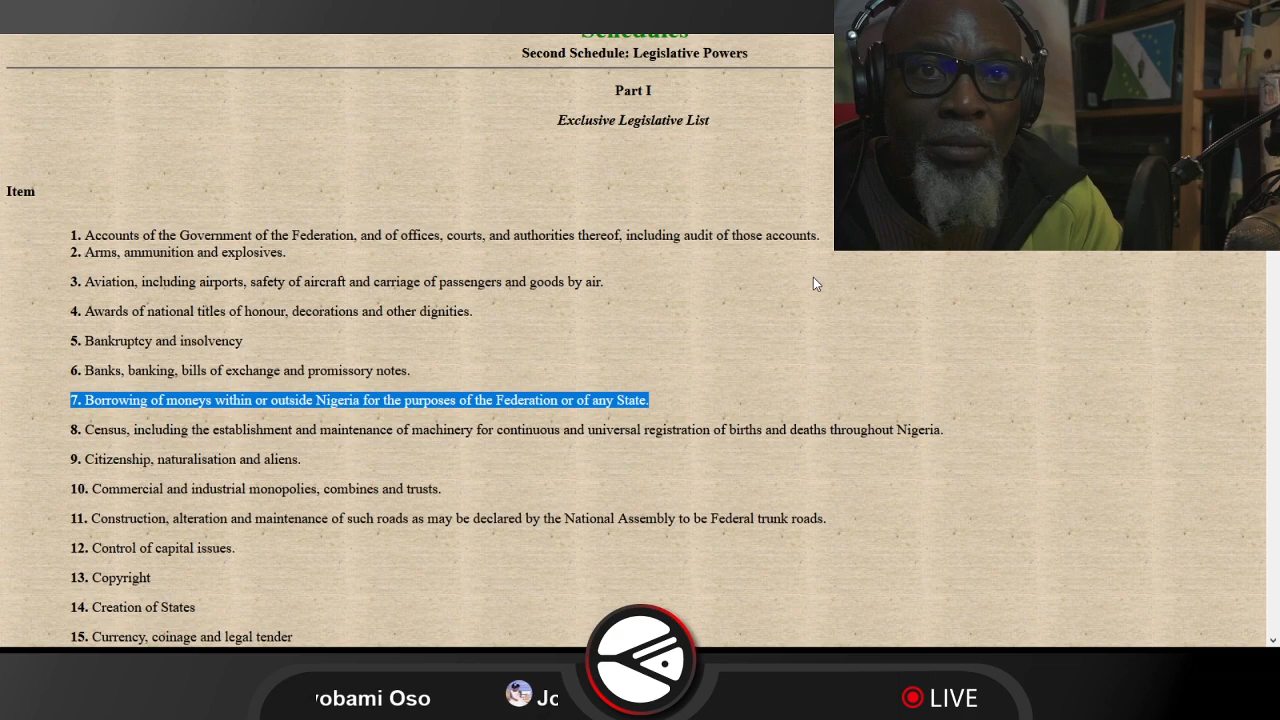 Schedules
Second Schedule: Legislative Powers
Part I
Exclusive Legislative List
Item
1. Accounts of the Government of the Federation, and of offices, courts, and authorities thereof, including audit of those accounts.
2. Arms, ammunition and explosives.
3. Aviation, including airports, safety of aircraft and carriage of passengers and goods by air.
4. Awards of national titles of honour, decorations and other dignities.
5. Bankruptcy and insolvency
6. Banks, banking, bills of exchange and promissory notes.
7. Borrowing of moneys within or outside Nigeria for the purposes of the Federation or of any State.
8. Census, including the establishment and maintenance of machinery for continuous and universal registration of births and deaths throughout Nigeria.
9. Citizenship, naturalisation and aliens.
10. Commercial and industrial monopolies, combines and trusts.
11. Construction, alteration and maintenance of such roads as may be declared by the National Assembly to be Federal trunk roads.
12. Control of capital issues.
13. Copyright
14. Creation of States
15. Currency, coinage and legal tender
yobami Oso Jo LIVE